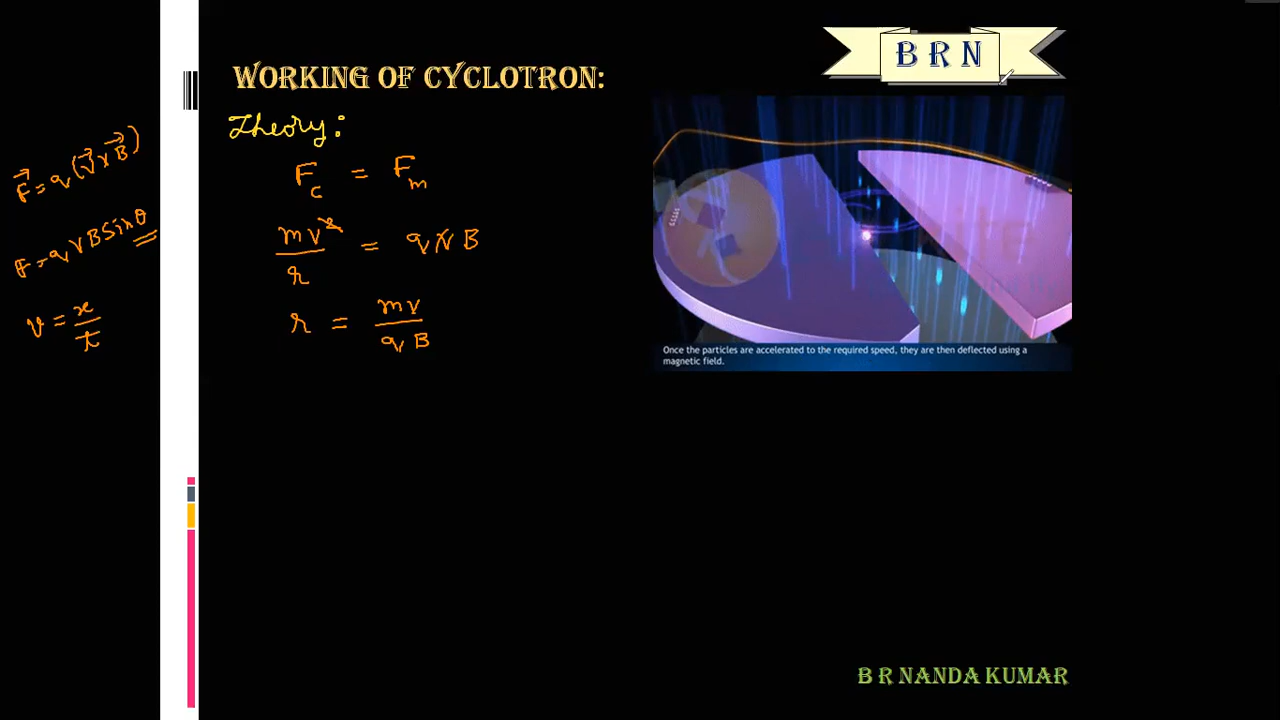 B R N
WORKING OF CYCLOTRON:
Theory:
F⃗ = q (v⃗ x B⃗)
F = q v B Sin θ
v = x/t
F_c = F_m
mv²/r = qvB
r = mv/qB
Once the particles are accelerated to the required speed, they are then deflected using a
magnetic field.
B R NANDA KUMAR